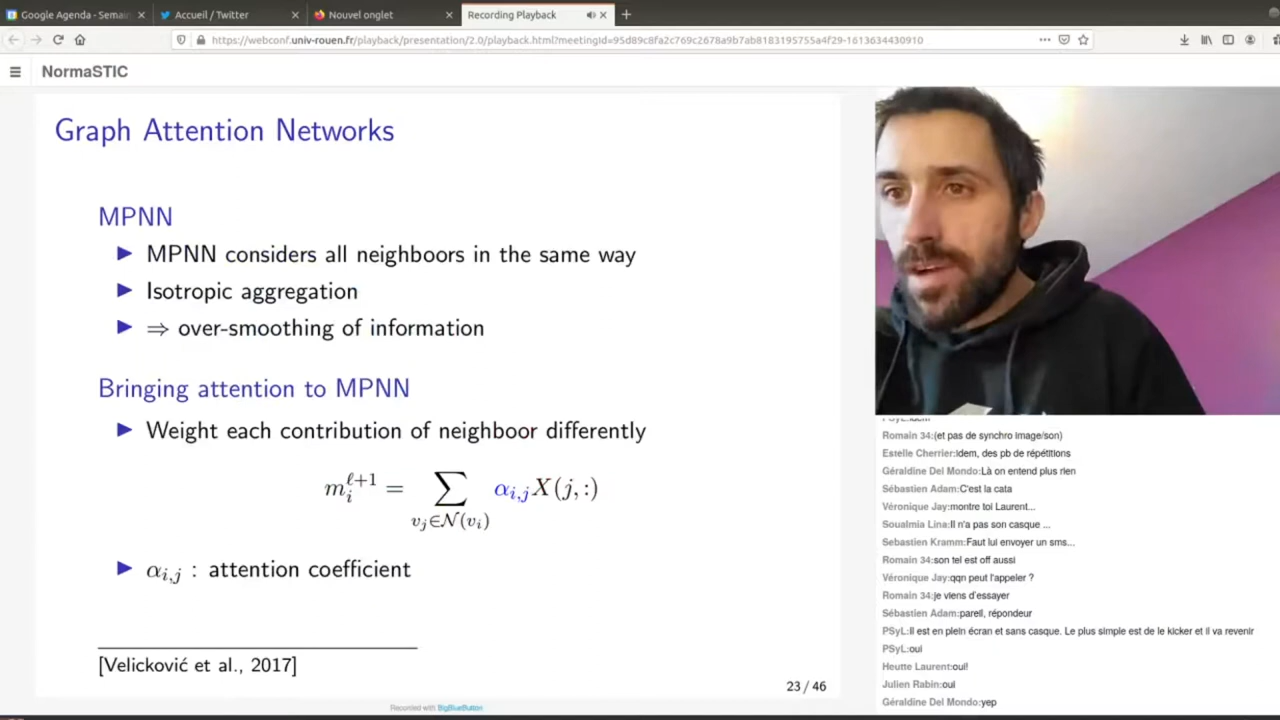 Google Agenda - Semain
Accueil / Twitter
Nouvel onglet
Recording Playback
https://webconf.univ-rouen.fr/playback/presentation/2.0/playback.html?meetingId=95d89c8fa2c769c2678a9b7ab8183195755a4f29-1613634430910
NormaSTIC
Graph Attention Networks
MPNN
▶ MPNN considers all neighboors in the same way
▶ Isotropic aggregation
▶ ⇒ over-smoothing of information
Bringing attention to MPNN
▶ Weight each contribution of neighboor differently
m_i^{ℓ+1} = ∑_{v_j∈N(v_i)} α_{i,j}X(j,:)
▶ α_{i,j} : attention coefficient
[Velicković et al., 2017]
23 / 46
Recorded with BigBlueButton
PSyL:idem
Romain 34:(et pas de synchro image/son)
Estelle Cherrier:idem, des pb de répétitions
Géraldine Del Mondo:Là on entend plus rien
Sébastien Adam:C'est la cata
Véronique Jay:montre toi Laurent...
Soualmia Lina:Il n'a pas son casque ...
Sebastien Kramm:Faut lui envoyer un sms...
Romain 34:son tel est off aussi
Véronique Jay:qqn peut l'appeler ?
Romain 34:je viens d'essayer
Sébastien Adam:pareil, répondeur
PSyL:Il est en plein écran et sans casque. Le plus simple est de le kicker et il va revenir
PSyL:oui
Heutte Laurent:oui!
Julien Rabin:oui
Géraldine Del Mondo:yep